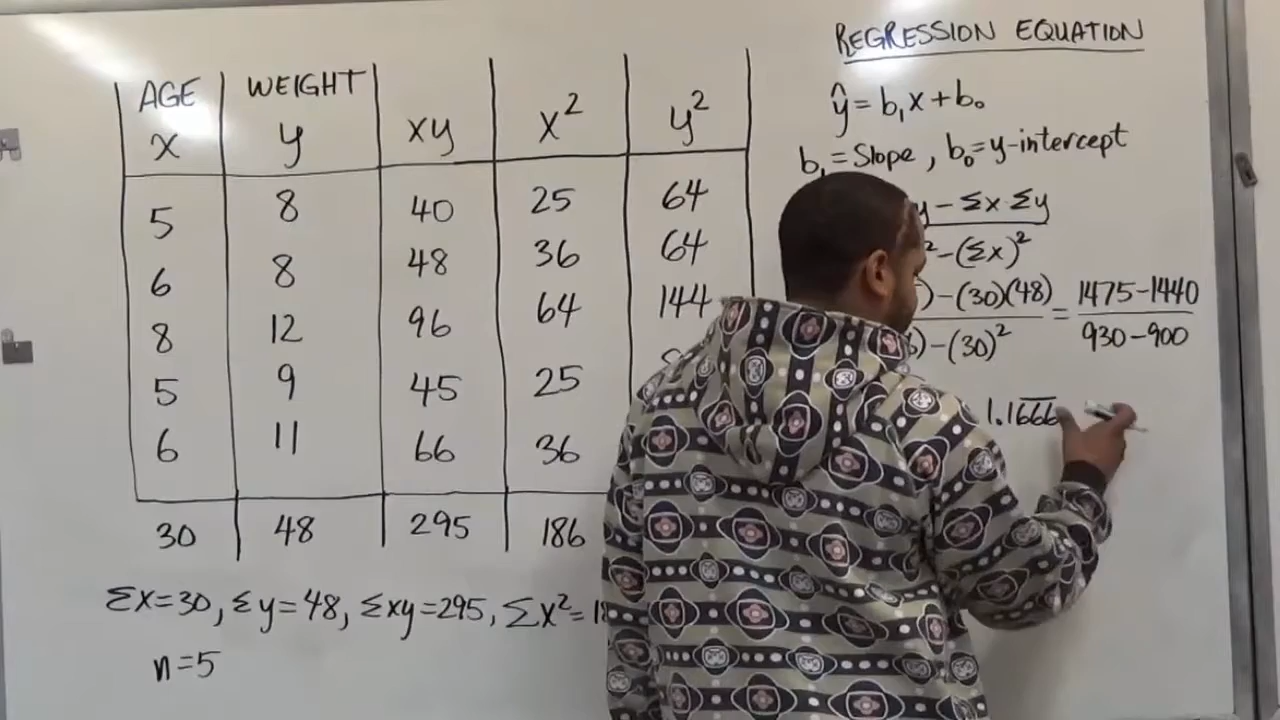 REGRESSION EQUATION
AGE WEIGHT
x y xy x² y²
5 8 40 25 64
6 8 48 36 64
8 12 96 64 144
5 9 45 25
6 11 66 36
30 48 295 186
Σx=30, Σy=48, Σxy=295, Σx²=
n=5
ŷ = b₁x + b₀
b₁ = Slope, b₀ = y-intercept
y - Σx Σy
² - (Σx)²
) - (30)(48) = 1475-1440
) - (30)² 930-900
1.1666